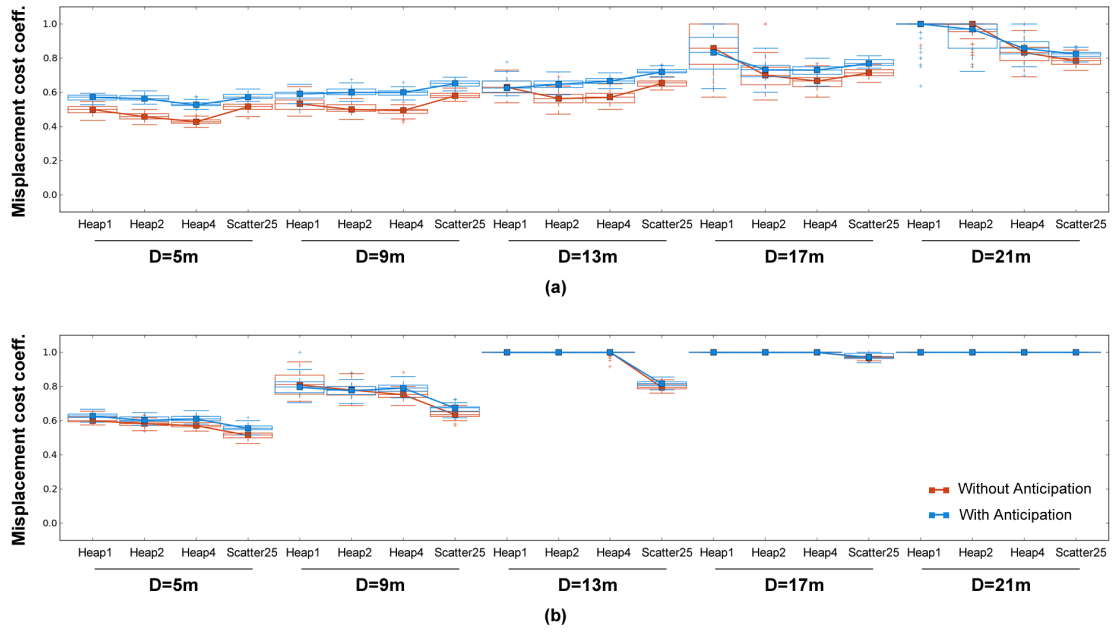 Misplacement cost coeff.
1.0
0.8
0.6
0.4
0.2
0.0
Heap1 Heap2 Heap4 Scatter25 Heap1 Heap2 Heap4 Scatter25 Heap1 Heap2 Heap4 Scatter25 Heap1 Heap2 Heap4 Scatter25 Heap1 Heap2 Heap4 Scatter25
D=5m D=9m D=13m D=17m D=21m
(a)
Misplacement cost coeff.
1.0
0.8
0.6
0.4
0.2
0.0
Without Anticipation
With Anticipation
Heap1 Heap2 Heap4 Scatter25 Heap1 Heap2 Heap4 Scatter25 Heap1 Heap2 Heap4 Scatter25 Heap1 Heap2 Heap4 Scatter25 Heap1 Heap2 Heap4 Scatter25
D=5m D=9m D=13m D=17m D=21m
(b)